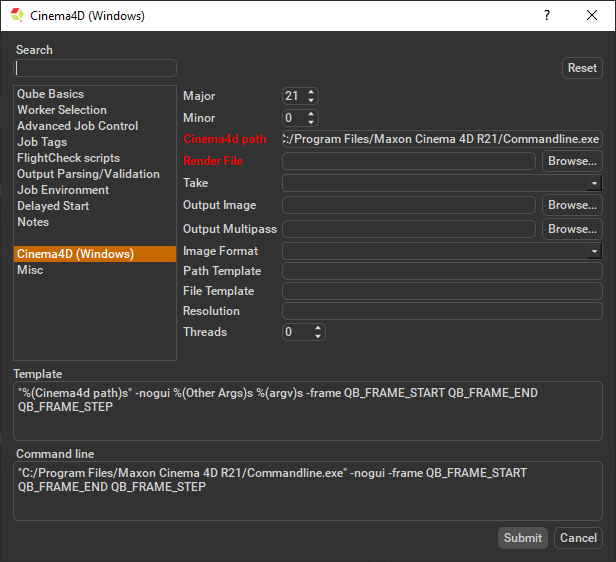 Cinema4D (Windows)
?
Search
Reset
Qube Basics
Worker Selection
Advanced Job Control
Job Tags
FlightCheck scripts
Output Parsing/Validation
Job Environment
Delayed Start
Notes
Cinema4D (Windows)
Misc
Major 21
Minor 0
Cinema4d path C:/Program Files/Maxon Cinema 4D R21/Commandline.exe
Render File Browse...
Take
Output Image Browse...
Output Multipass Browse...
Image Format
Path Template
File Template
Resolution
Threads 0
Template
"%(Cinema4d path)s" -nogui %(Other Args)s %(argv)s -frame QB_FRAME_START QB_FRAME_END
QB_FRAME_STEP
Command line
"C:/Program Files/Maxon Cinema 4D R21/Commandline.exe" -nogui -frame QB_FRAME_START
QB_FRAME_END QB_FRAME_STEP
Submit Cancel